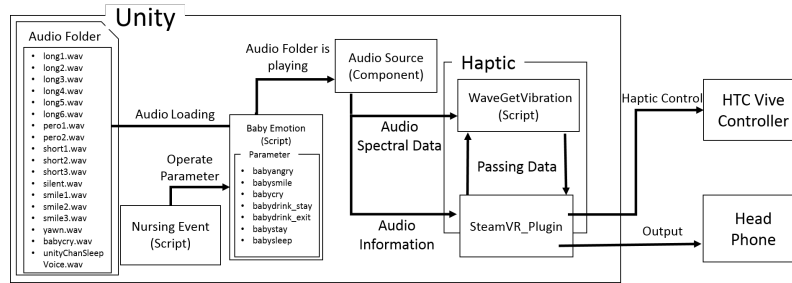 Unity
Audio Folder
• long1.wav
• long2.wav
• long3.wav
• long4.wav
• long5.wav
• long6.wav
• pero1.wav
• pero2.wav
• short1.wav
• short2.wav
• short3.wav
• silent.wav
• smile1.wav
• smile2.wav
• smile3.wav
• yawn.wav
• babycry.wav
• unityChanSleep
Voice.wav
Audio Loading
Operate
Parameter
Nursing Event
(Script)
Audio Folder is
playing
Baby Emotion
(Script)
Parameter
• babyangry
• babysmile
• babycry
• babydrink_stay
• babydrink_exit
• babystay
• babysleep
Audio Source
(Component)
Audio
Spectral Data
Audio
Information
Haptic
WaveGetVibration
(Script)
Passing Data
SteamVR_Plugin
Haptic Control
HTC Vive
Controller
Output
Head
Phone